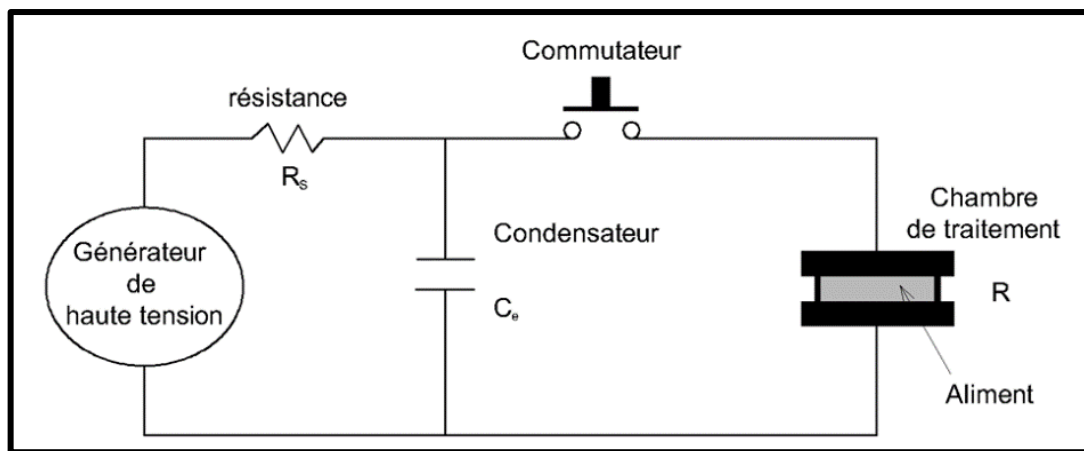 Commutateur
résistance
Rs
Générateur
de
haute tension
Condensateur
Ce
Chambre
de traitement
R
Aliment